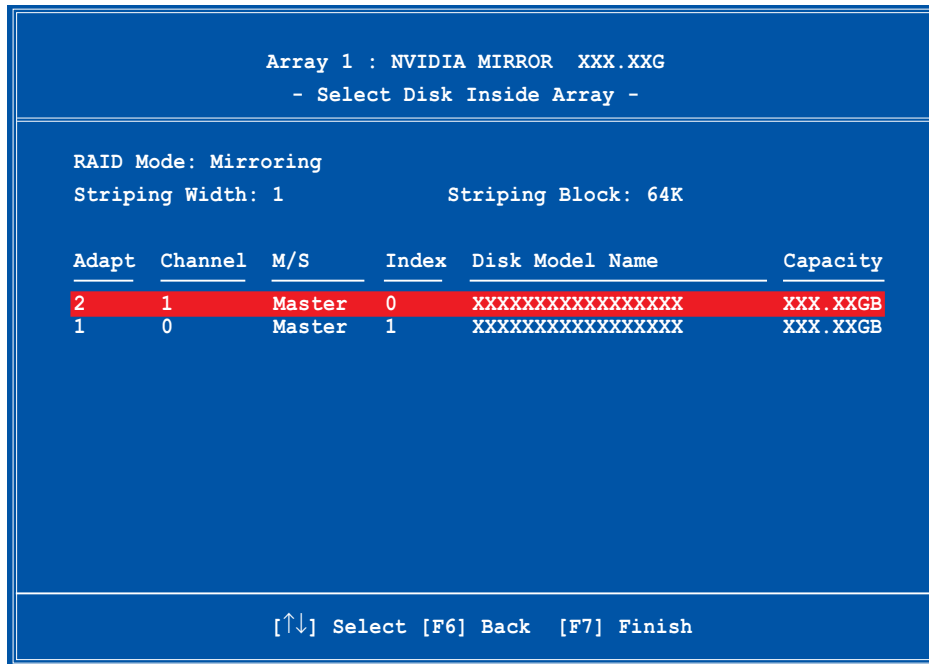 Array 1 : NVIDIA MIRROR XXX.XXG
- Select Disk Inside Array -
RAID Mode: Mirroring
Striping Width: 1 Striping Block: 64K
Adapt Channel M/S Index Disk Model Name Capacity
2 1 Master 0 XXXXXXXXXXXXXXXXX XXX.XXGB
1 0 Master 1 XXXXXXXXXXXXXXXXX XXX.XXGB
[↑↓] Select [F6] Back [F7] Finish